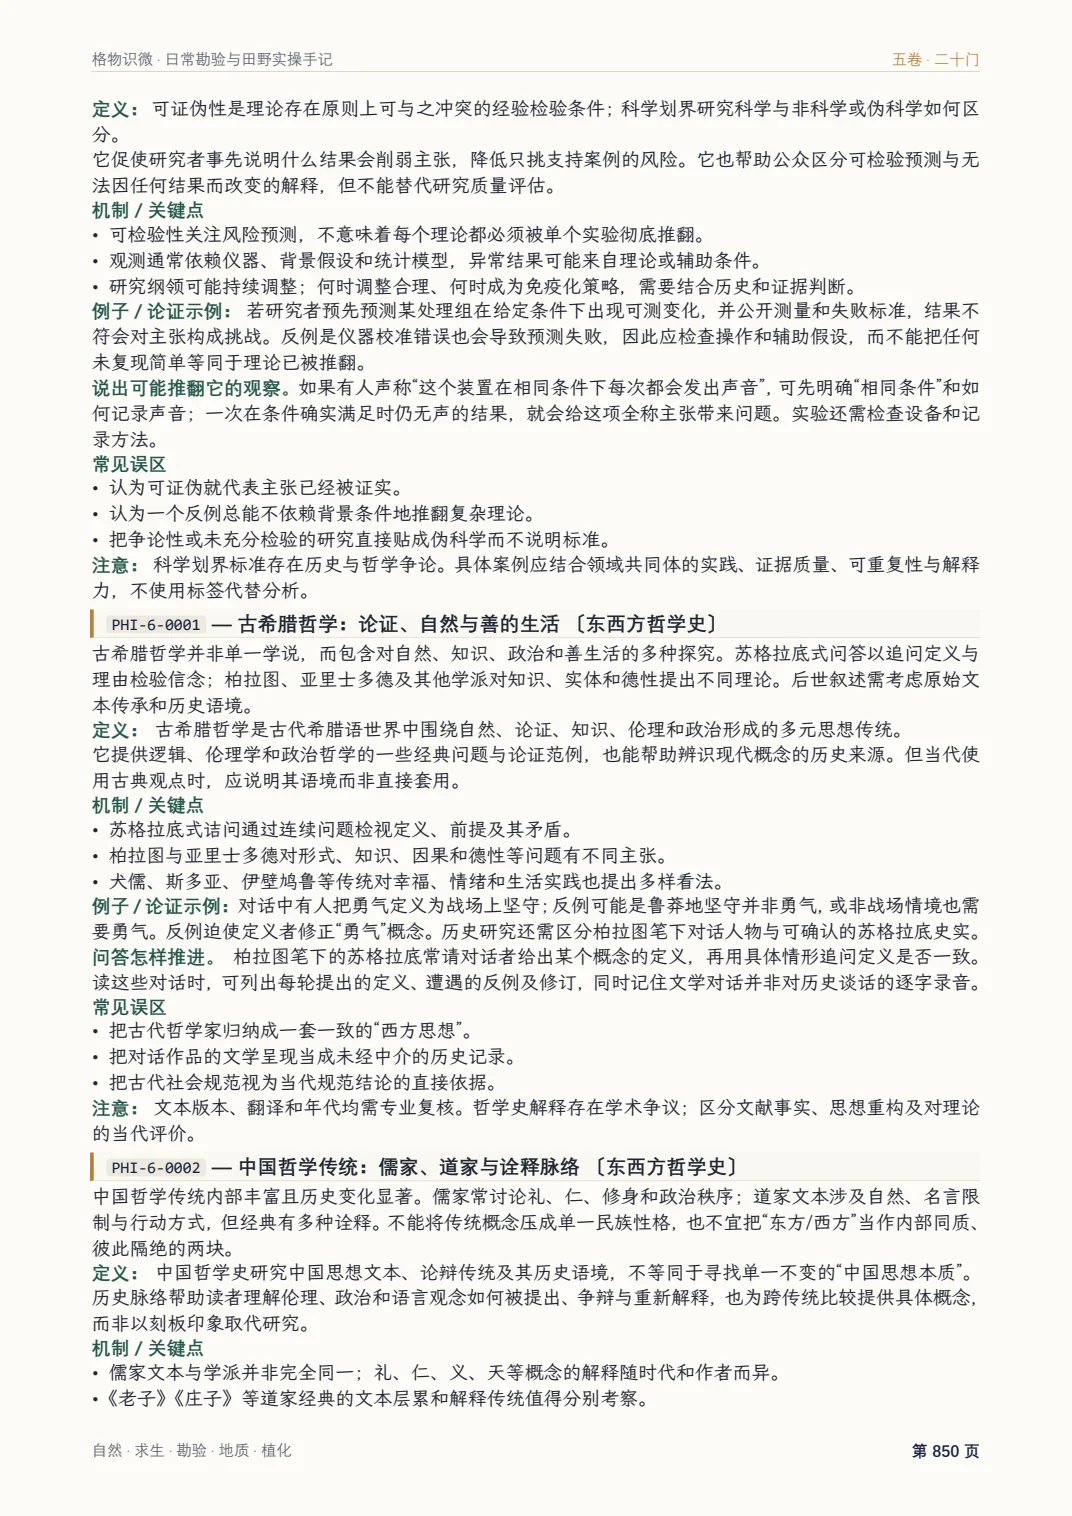 格物识微 · 日常勘验与田野实操手记
五卷 · 二十门
定义： 可证伪性是理论存在原则上可与之冲突的经验检验条件；科学划界研究科学与非科学或伪科学如何区
分。
它促使研究者事先说明什么结果会削弱主张，降低只挑支持案例的风险。它也帮助公众区分可检验预测与无
法因任何结果而改变的解释，但不能替代研究质量评估。
机制 / 关键点
• 可检验性关注风险预测，不意味着每个理论都必须被单个实验彻底推翻。
• 观测通常依赖仪器、背景假设和统计模型，异常结果可能来自理论或辅助条件。
• 研究纲领可能持续调整；何时调整合理、何时成为免疫化策略，需要结合历史和证据判断。
例子 / 论证示例： 若研究者预先预测某处理组在给定条件下出现可测变化，并公开测量和失败标准，结果不
符会对主张构成挑战。反例是仪器校准错误也会导致预测失败，因此应检查操作和辅助假设，而不能把任何
未复现简单等同于理论已被推翻。
说出可能推翻它的观察。如果有人声称“这个装置在相同条件下每次都会发出声音”，可先明确“相同条件”和如
何记录声音；一次在条件确实满足时仍无声的结果，就会给这项全称主张带来问题。实验还需检查设备和记
录方法。
常见误区
• 认为可证伪就代表主张已经被证实。
• 认为一个反例总能不依赖背景条件地推翻复杂理论。
• 把争论性或未充分检验的研究直接贴成伪科学而不说明标准。
注意： 科学划界标准存在历史与哲学争论。具体案例应结合领域共同体的实践、证据质量、可重复性与解释
力，不使用标签代替分析。
PHI-6-0001 — 古希腊哲学：论证、自然与善的生活 〔东西方哲学史〕
古希腊哲学并非单一学说，而包含对自然、知识、政治和善生活的多种探究。苏格拉底式问答以追问定义与
理由检验信念；柏拉图、亚里士多德及其他学派对知识、实体和德性提出不同理论。后世叙述需考虑原始文
本传承和历史语境。
定义： 古希腊哲学是古代希腊语世界中围绕自然、论证、知识、伦理和政治形成的多元思想传统。
它提供逻辑、伦理学和政治哲学的一些经典问题与论证范例，也能帮助辨识现代概念的历史来源。但当代使
用古典观点时，应说明其语境而非直接套用。
机制 / 关键点
• 苏格拉底式诘问通过连续问题检视定义、前提及其矛盾。
• 柏拉图与亚里士多德对形式、知识、因果和德性等问题有不同主张。
• 犬儒、斯多亚、伊壁鸠鲁等传统对幸福、情绪和生活实践也提出多样看法。
例子 / 论证示例：对话中有人把勇气定义为战场上坚守；反例可能是鲁莽地坚守并非勇气，或非战场情境也需
要勇气。反例迫使定义者修正“勇气”概念。历史研究还需区分柏拉图笔下对话人物与可确认的苏格拉底史实。
问答怎样推进。 柏拉图笔下的苏格拉底常请对话者给出某个概念的定义，再用具体情形追问定义是否一致。
读这些对话时，可列出每轮提出的定义、遭遇的反例及修订，同时记住文学对话并非对历史谈话的逐字录音。
常见误区
• 把古代哲学家归纳成一套一致的“西方思想”。
• 把对话作品的文学呈现当成未经中介的历史记录。
• 把古代社会规范视为当代规范结论的直接依据。
注意： 文本版本、翻译和年代均需专业复核。哲学史解释存在学术争议；区分文献事实、思想重构及对理论
的当代评价。
PHI-6-0002 — 中国哲学传统：儒家、道家与诠释脉络 〔东西方哲学史〕
中国哲学传统内部丰富且历史变化显著。儒家常讨论礼、仁、修身和政治秩序；道家文本涉及自然、名言限
制与行动方式，但经典有多种诠释。不能将传统概念压成单一民族性格，也不宜把“东方/西方”当作内部同质、
彼此隔绝的两块。
定义： 中国哲学史研究中国思想文本、论辩传统及其历史语境，不等同于寻找单一不变的“中国思想本质”。
历史脉络帮助读者理解伦理、政治和语言观念如何被提出、争辩与重新解释，也为跨传统比较提供具体概念，
而非以刻板印象取代研究。
机制 / 关键点
• 儒家文本与学派并非完全同一；礼、仁、义、天等概念的解释随时代和作者而异。
•《老子》《庄子》等道家经典的文本层累和解释传统值得分别考察。
自然 · 求生 · 勘验 · 地质 · 植化
第 850 页